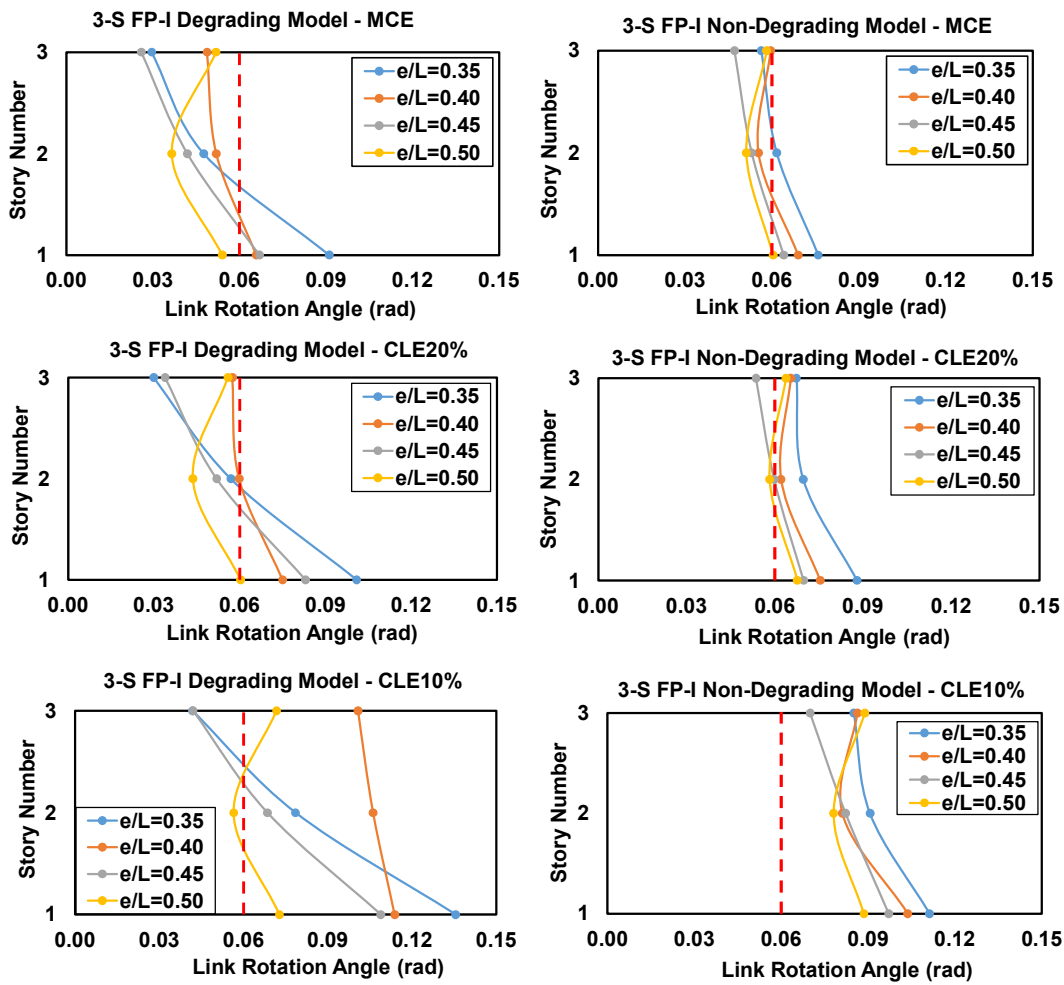 3-S FP-I Degrading Model - MCE
Story Number
3
2
1
e/L=0.35
e/L=0.40
e/L=0.45
e/L=0.50
0.00 0.03 0.06 0.09 0.12 0.15
Link Rotation Angle (rad)
3-S FP-I Non-Degrading Model - MCE
Story Number
3
2
1
e/L=0.35
e/L=0.40
e/L=0.45
e/L=0.50
0.00 0.03 0.06 0.09 0.12 0.15
Link Rotation Angle (rad)
3-S FP-I Degrading Model - CLE20%
Story Number
3
2
1
e/L=0.35
e/L=0.40
e/L=0.45
e/L=0.50
0.00 0.03 0.06 0.09 0.12 0.15
Link Rotation Angle (rad)
3-S FP-I Non-Degrading Model - CLE20%
Story Number
3
2
1
e/L=0.35
e/L=0.40
e/L=0.45
e/L=0.50
0.00 0.03 0.06 0.09 0.12 0.15
Link Rotation Angle (rad)
3-S FP-I Degrading Model - CLE10%
Story Number
3
2
1
e/L=0.35
e/L=0.40
e/L=0.45
e/L=0.50
0.00 0.03 0.06 0.09 0.12 0.15
Link Rotation Angle (rad)
3-S FP-I Non-Degrading Model - CLE10%
Story Number
3
2
1
e/L=0.35
e/L=0.40
e/L=0.45
e/L=0.50
0.00 0.03 0.06 0.09 0.12 0.15
Link Rotation Angle (rad)